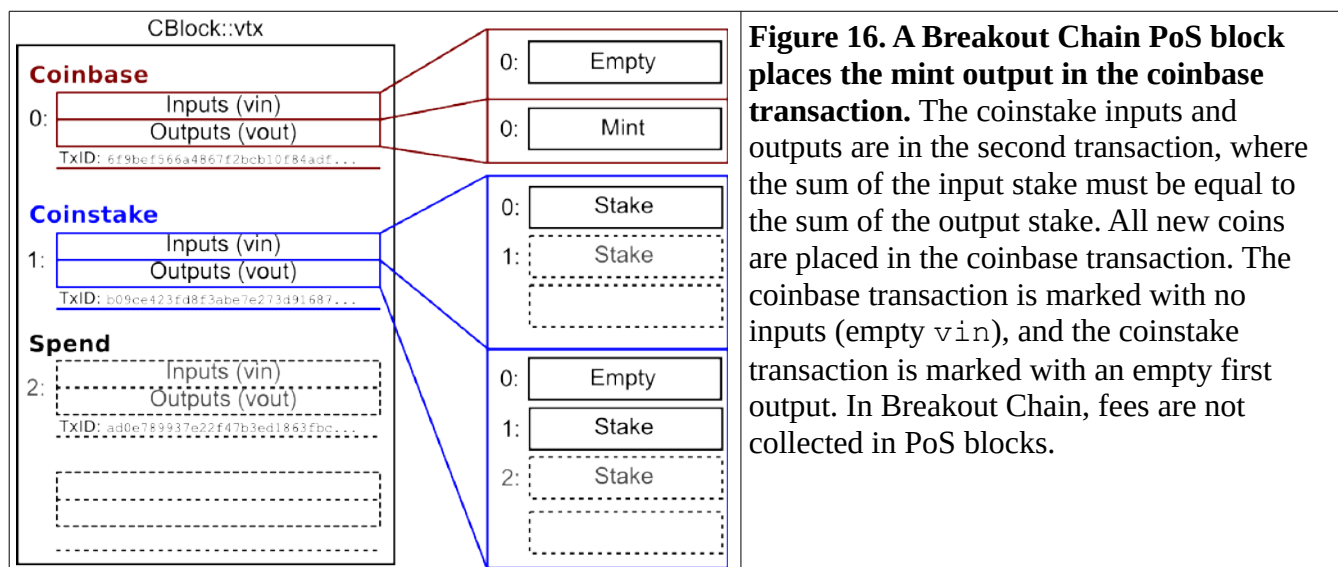 CBlock::vtx
Coinbase
0:
Inputs (vin)
Outputs (vout)
TxID: 6f9bef566a4867f2bcb10f84adf...
Coinstake
1:
Inputs (vin)
Outputs (vout)
TxID: b09ce423fd8f3abe7e273d91687...
Spend
2:
Inputs (vin)
Outputs (vout)
TxID: ad0e789937e22f47b3ed1863fbc...
0: Empty
0: Mint
0: Stake
1: Stake
0: Empty
1: Stake
2: Stake
Figure 16. A Breakout Chain PoS block
places the mint output in the coinbase
transaction. The coinstake inputs and
outputs are in the second transaction, where
the sum of the input stake must be equal to
the sum of the output stake. All new coins
are placed in the coinbase transaction. The
coinbase transaction is marked with no
inputs (empty vin), and the coinstake
transaction is marked with an empty first
output. In Breakout Chain, fees are not
collected in PoS blocks.